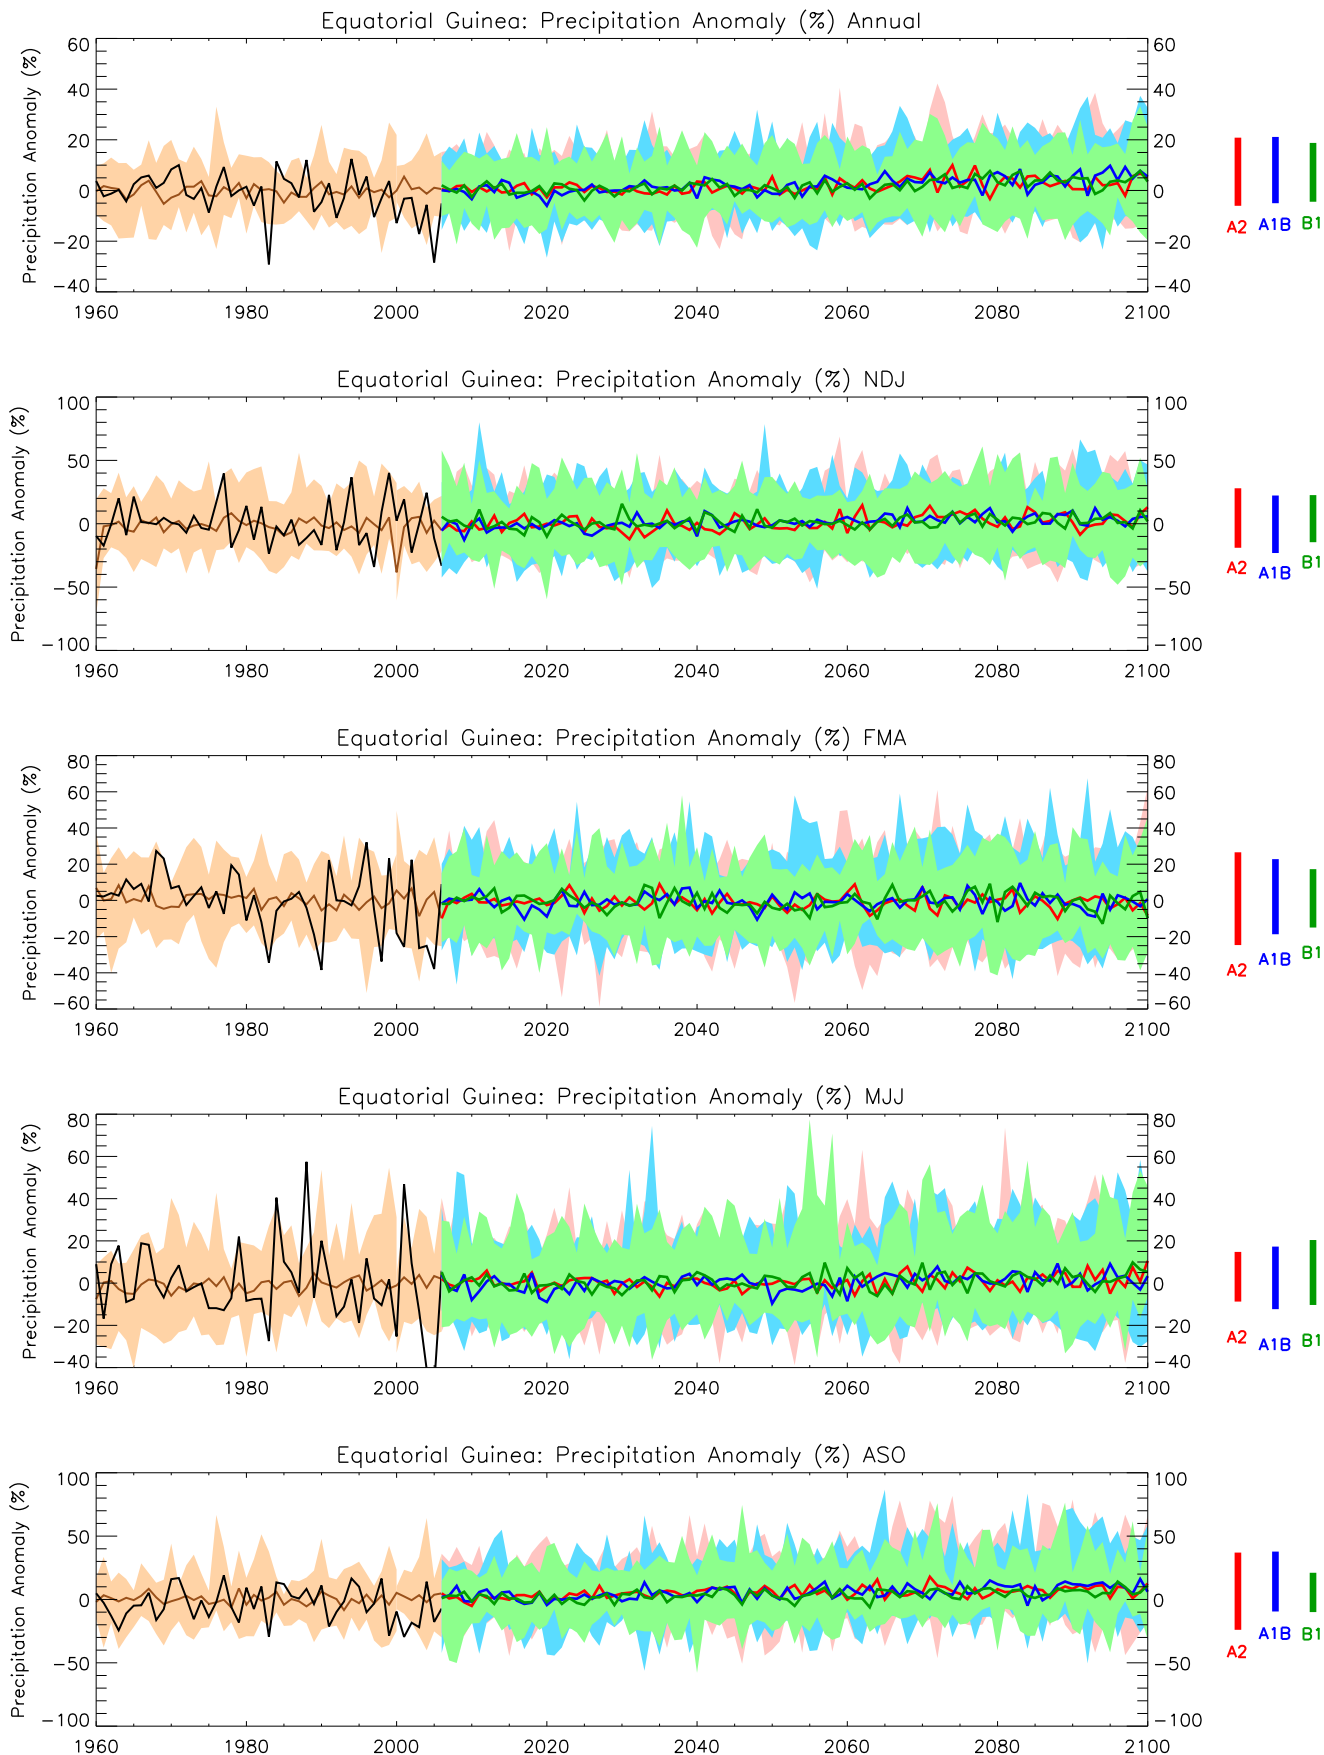 Equatorial Guinea: Precipitation Anomaly (%) Annual
Precipitation Anomaly (%)
60 40 20 0 −20 −40
60 40 20 0 −20 −40
1960 1980 2000 2020 2040 2060 2080 2100
A2 A1B B1
Equatorial Guinea: Precipitation Anomaly (%) NDJ
Precipitation Anomaly (%)
100 50 0 −50 −100
100 50 0 −50 −100
1960 1980 2000 2020 2040 2060 2080 2100
A2 A1B B1
Equatorial Guinea: Precipitation Anomaly (%) FMA
Precipitation Anomaly (%)
80 60 40 20 0 −20 −40 −60
80 60 40 20 0 −20 −40 −60
1960 1980 2000 2020 2040 2060 2080 2100
A2 A1B B1
Equatorial Guinea: Precipitation Anomaly (%) MJJ
Precipitation Anomaly (%)
80 60 40 20 0 −20 −40
80 60 40 20 0 −20 −40
1960 1980 2000 2020 2040 2060 2080 2100
A2 A1B B1
Equatorial Guinea: Precipitation Anomaly (%) ASO
Precipitation Anomaly (%)
100 50 0 −50 −100
100 50 0 −50 −100
1960 1980 2000 2020 2040 2060 2080 2100
A2 A1B B1